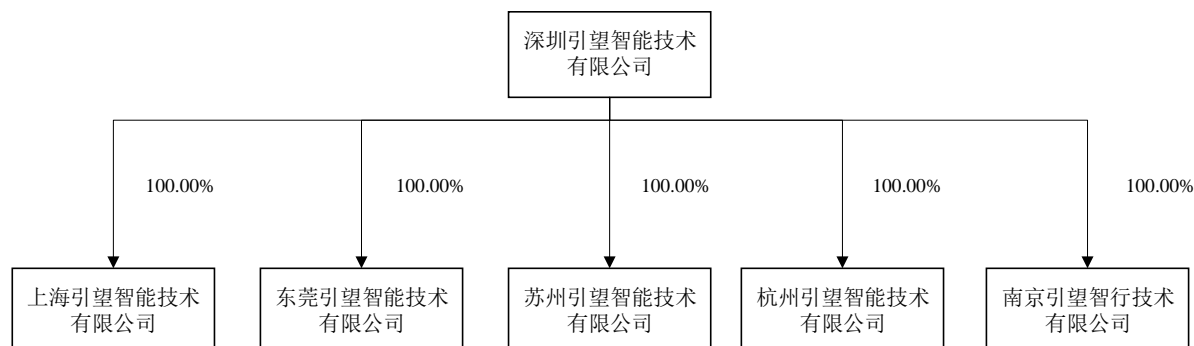 深圳引望智能技术
有限公司
100.00%
100.00%
100.00%
100.00%
100.00%
上海引望智能技术
有限公司
东莞引望智能技术
有限公司
苏州引望智能技术
有限公司
杭州引望智能技术
有限公司
南京引望智行技术
有限公司